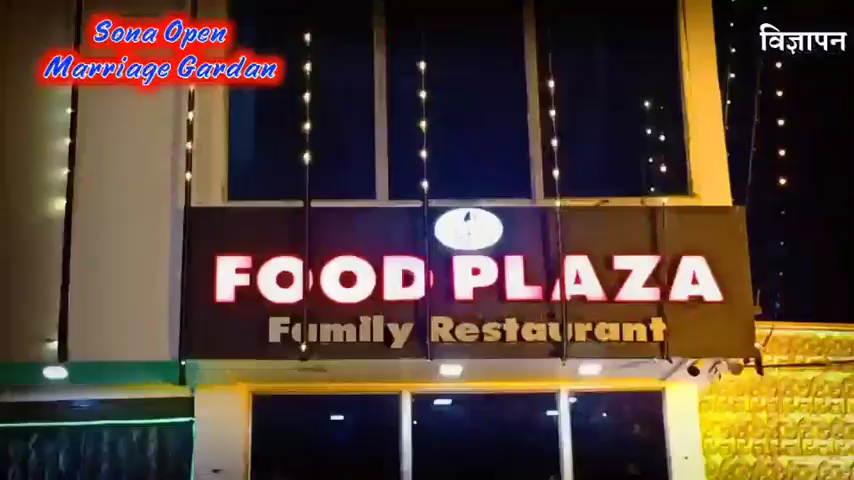 Sona Open
Marriage Gardan
विज्ञापन
FOOD PLAZA
Family Restaurant